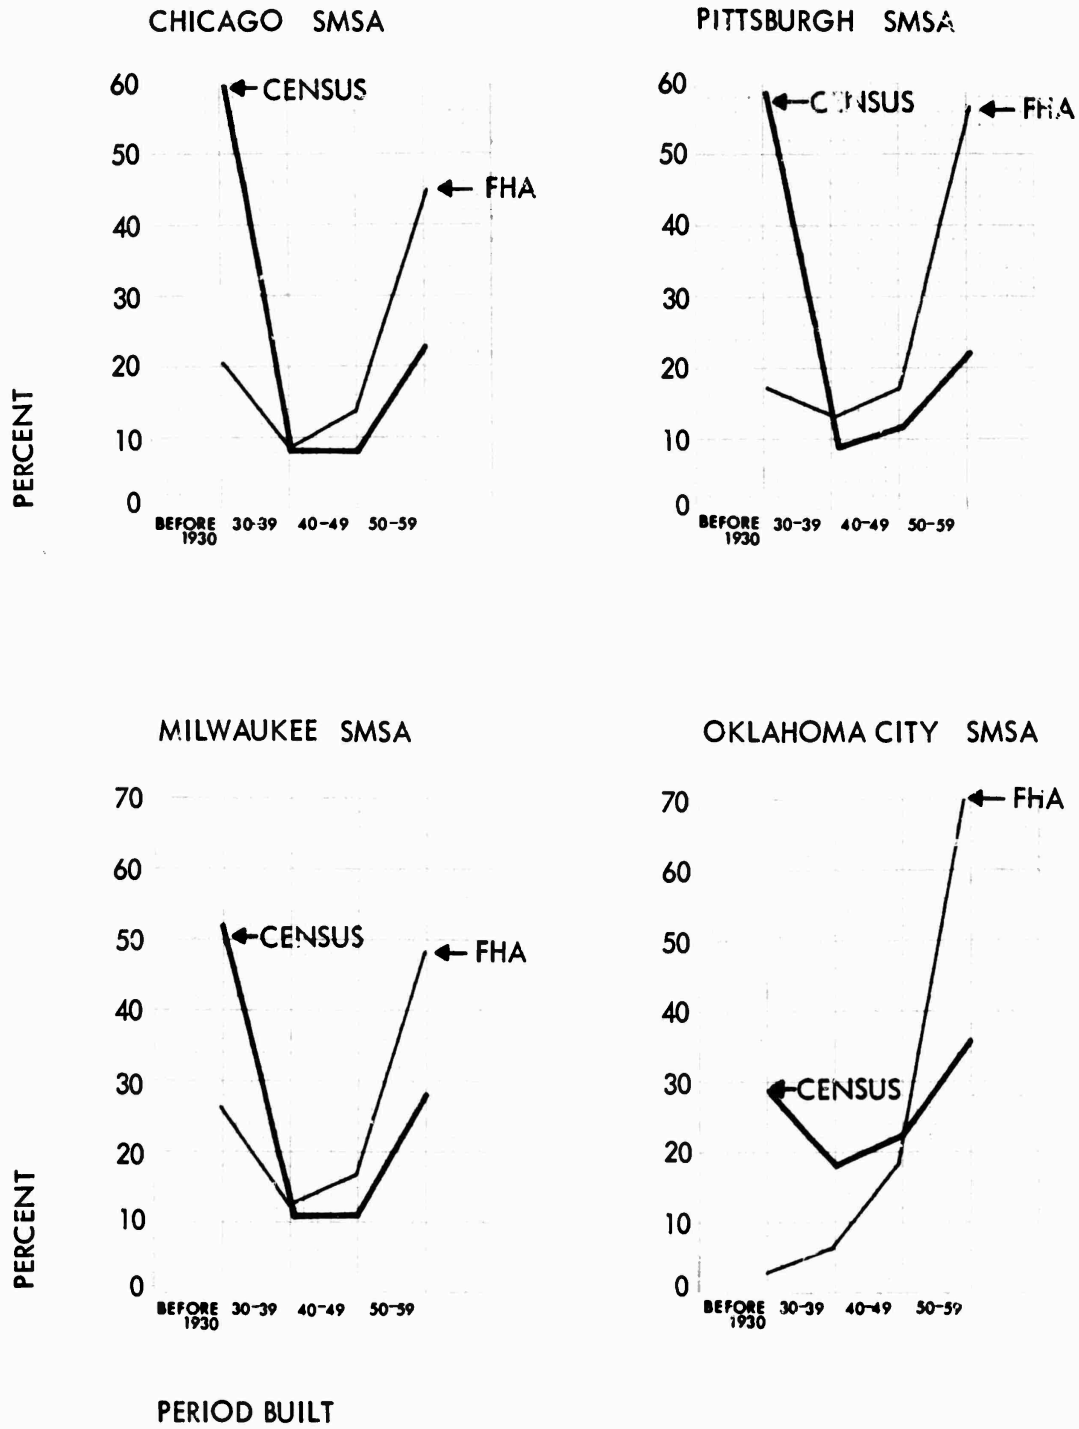 CHICAGO SMSA
60
50
40
30
20
10
0
CENSUS
FHA
BEFORE 1930 30-39 40-49 50-59
PITTSBURGH SMSA
60
50
40
30
20
10
0
CENSUS
FHA
BEFORE 1930 30-39 40-49 50-59
PERCENT
MILWAUKEE SMSA
70
60
50
40
30
20
10
0
CENSUS
FHA
BEFORE 1930 30-39 40-49 50-59
OKLAHOMA CITY SMSA
70
60
50
40
30
20
10
0
CENSUS
FHA
BEFORE 1930 30-39 40-49 50-59
PERCENT
PERIOD BUILT